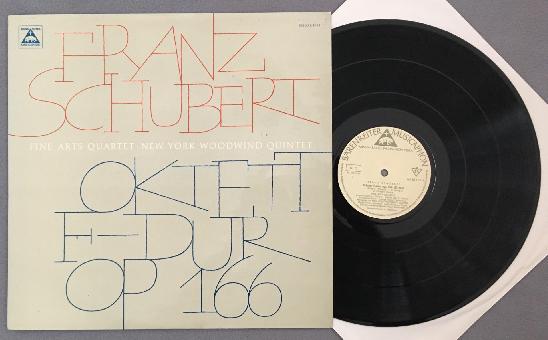 FRANZ
SCHUBERT
FINE ARTS QUARTET · NEW YORK WOODWIND QUINTET
OKTETT
F–DUR
OP 166
BÄRENREITER MUSICAPHON